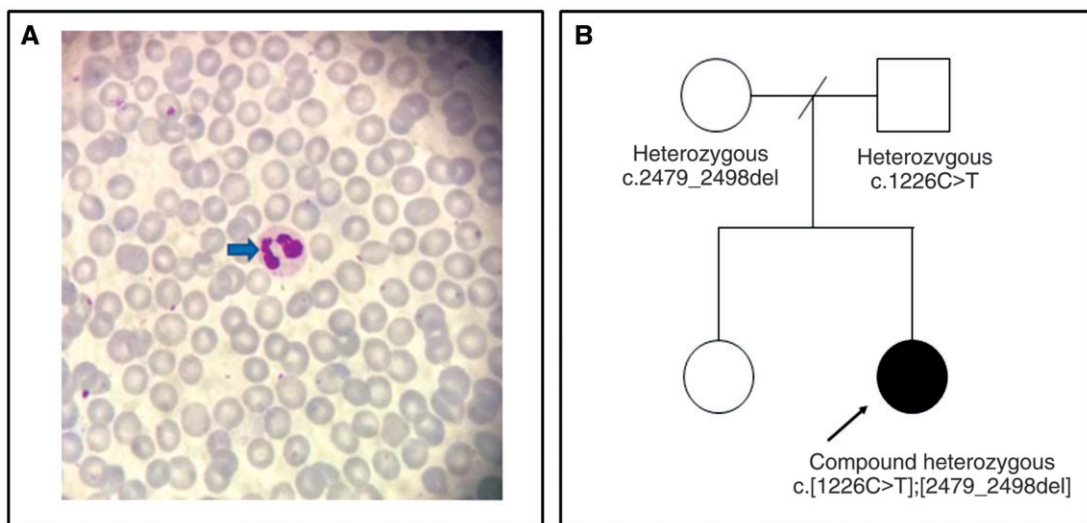 A
B
Heterozygous
c.2479_2498del
Heterozvgous
c.1226C>T
Compound heterozygous
c.[1226C>T];[2479_2498del]